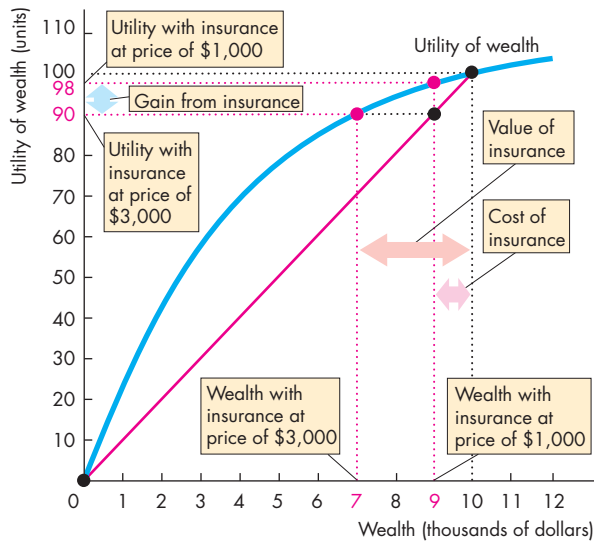 Utility of wealth (units)
110
100
98
90
80
70
60
50
40
30
20
10
Utility with insurance
at price of $1,000
Gain from insurance
Utility with
insurance
at price of
$3,000
Utility of wealth
Value of
insurance
Cost of
insurance
Wealth with
insurance at
price of $3,000
Wealth with
insurance at
price of $1,000
0 1 2 3 4 5 6 7 8 9 10 11 12
Wealth (thousands of dollars)